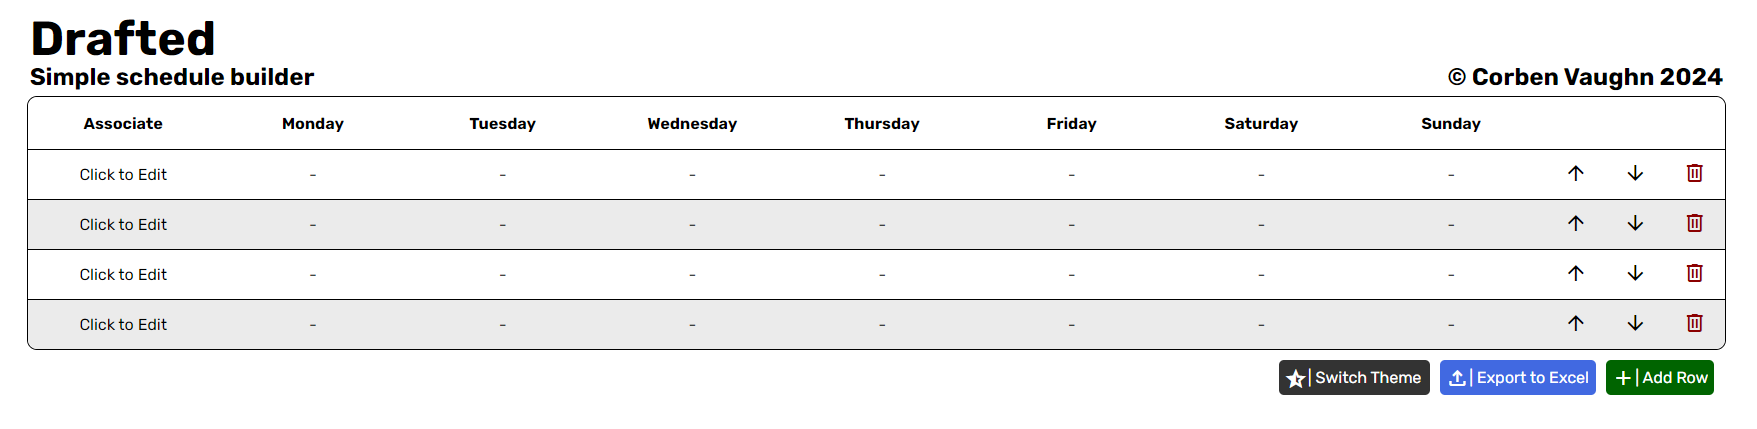 Drafted
Simple schedule builder
© Corben Vaughn 2024
Associate Monday Tuesday Wednesday Thursday Friday Saturday Sunday
Click to Edit - - - - - - -
Click to Edit - - - - - - -
Click to Edit - - - - - - -
Click to Edit - - - - - - -
| Switch Theme | Export to Excel | Add Row